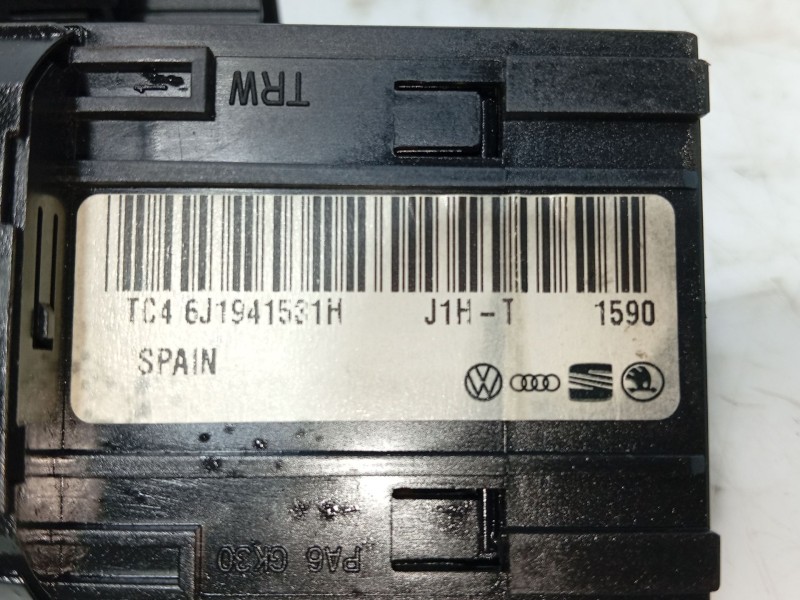 TRW
TC4 6J1941531H J1H-T 1590
SPAIN
PA6 GK30